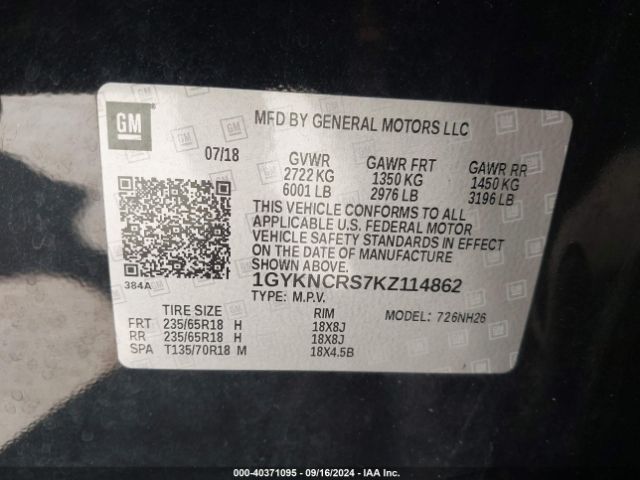 GM
MFD BY GENERAL MOTORS LLC
07/18 GVWR GAWR FRT GAWR RR
2722 KG 1350 KG 1450 KG
6001 LB 2976 LB 3196 LB
THIS VEHICLE CONFORMS TO ALL
APPLICABLE U.S. FEDERAL MOTOR
VEHICLE SAFETY STANDARDS IN EFFECT
ON THE DATE OF MANUFACTURE
SHOWN ABOVE.
384A
1GYKNCRS7KZ114862
TYPE: M.P.V.
TIRE SIZE RIM MODEL: 726NH26
FRT 235/65R18 H 18X8J
RR 235/65R18 H 18X8J
SPA T135/70R18 M 18X4.5B
000-40371095 - 09/16/2024 - IAA Inc.